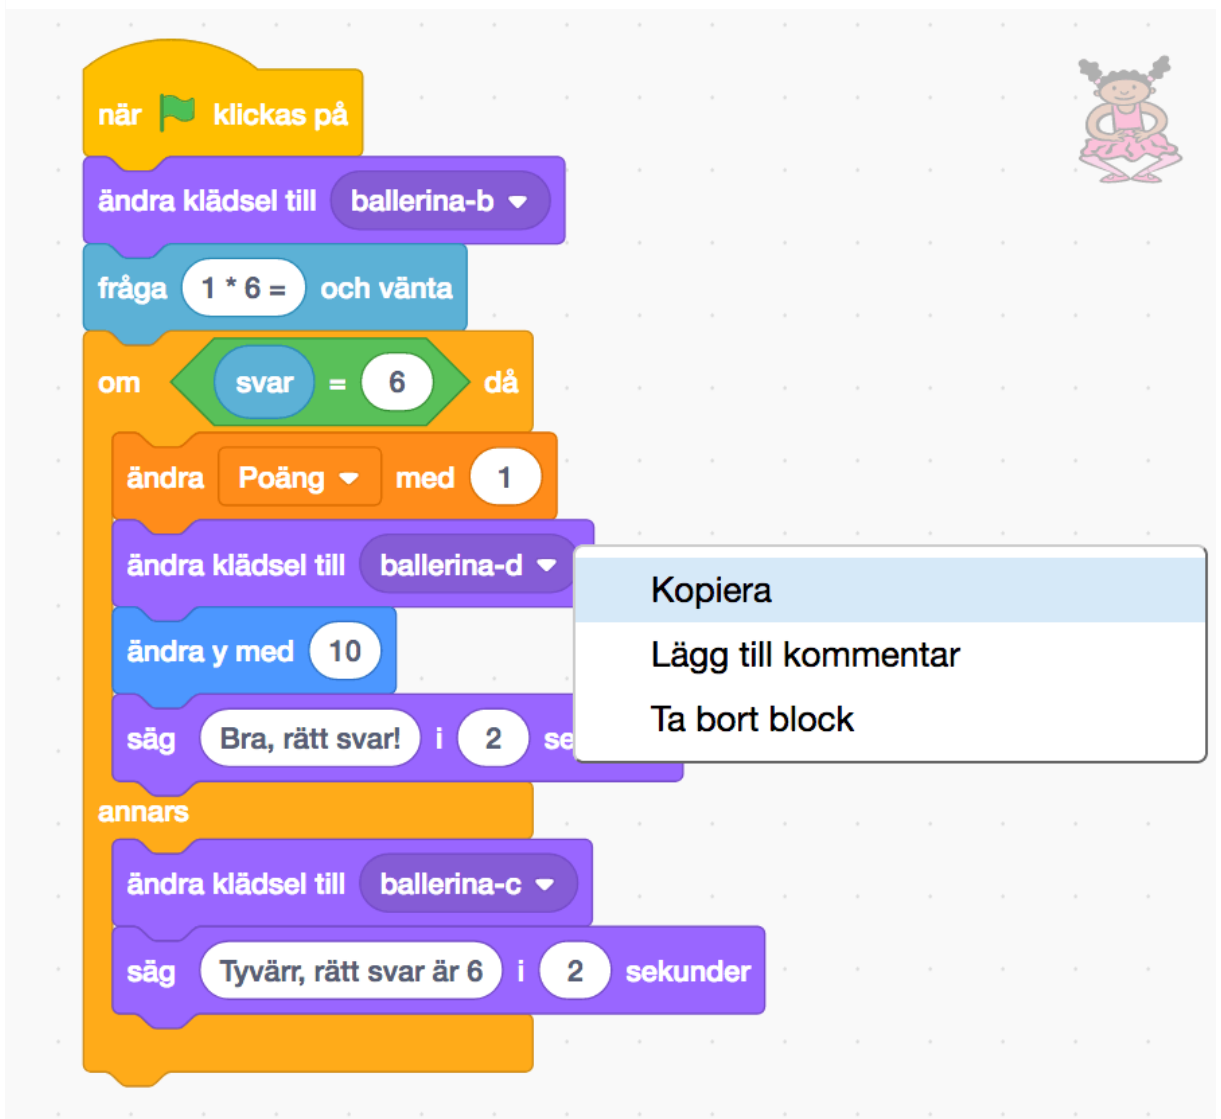 när klickas på
ändra klädsel till ballerina-b
fråga 1 * 6 = och vänta
om svar = 6 då
ändra Poäng med 1
ändra klädsel till ballerina-d
Kopiera
ändra y med 10
Lägg till kommentar
säg Bra, rätt svar! i 2 se
Ta bort block
annars
ändra klädsel till ballerina-c
säg Tyvärr, rätt svar är 6 i 2 sekunder